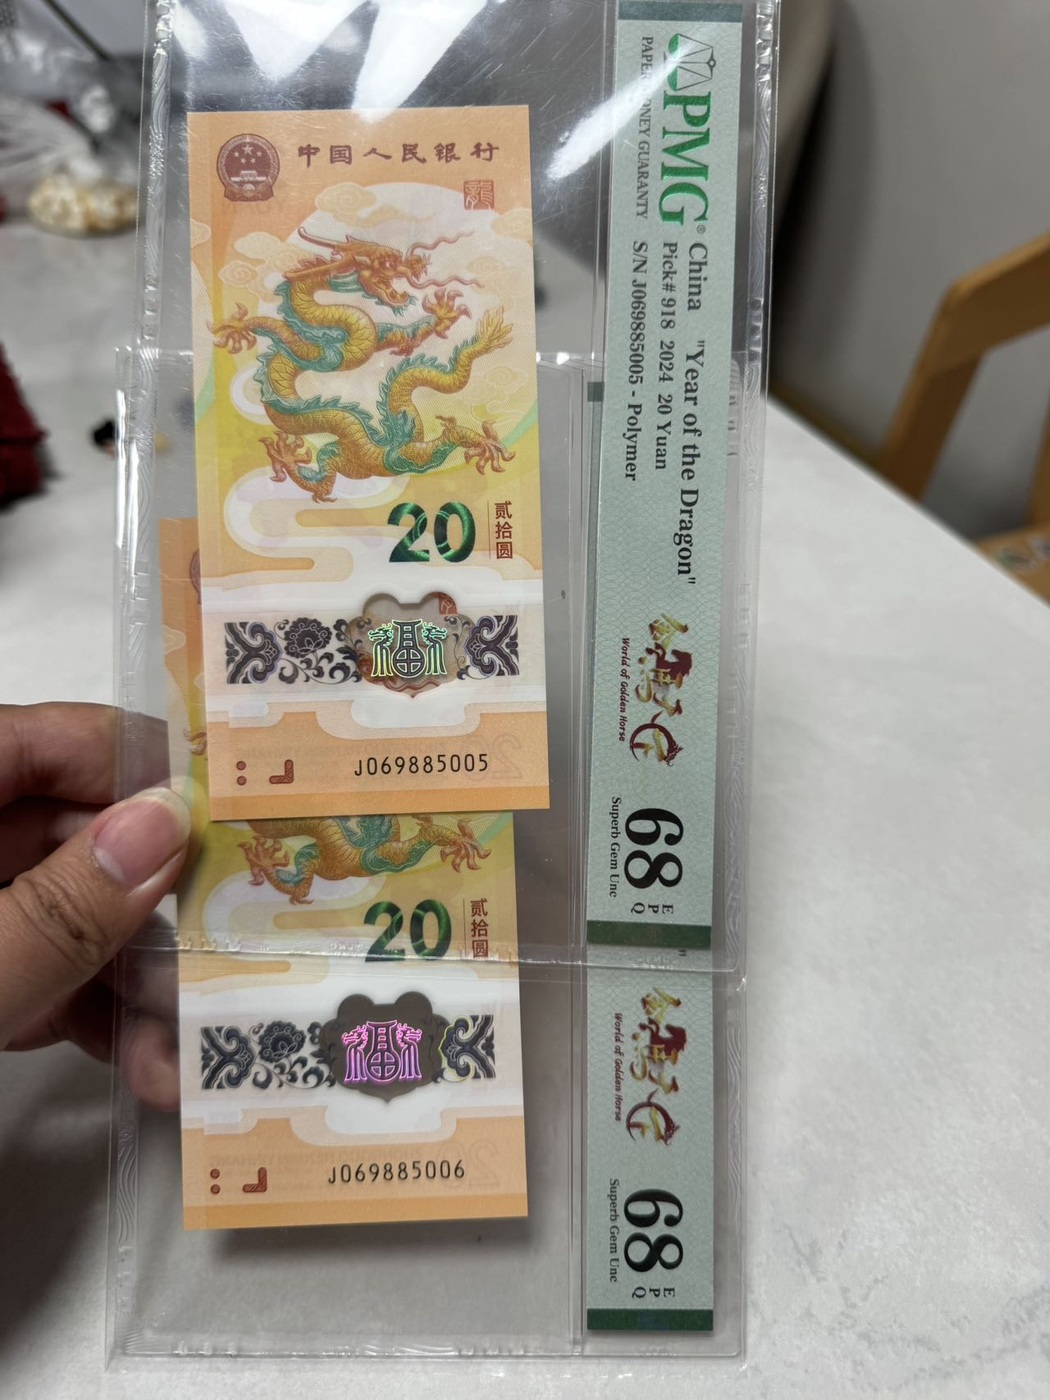 中国人民银行
龍
20
贰拾圆
福
J069885005
20
贰拾圆
福
J069885006
PMG®
PAPER MONEY GUARANTY
China "Year of the Dragon"
Pick# 918 2024 20 Yuan
S/N J069885005 - Polymer
World of Golden Horse
68 EPQ
Superb Gem Unc
"
World of Golden Horse
68 EPQ
Superb Gem Unc